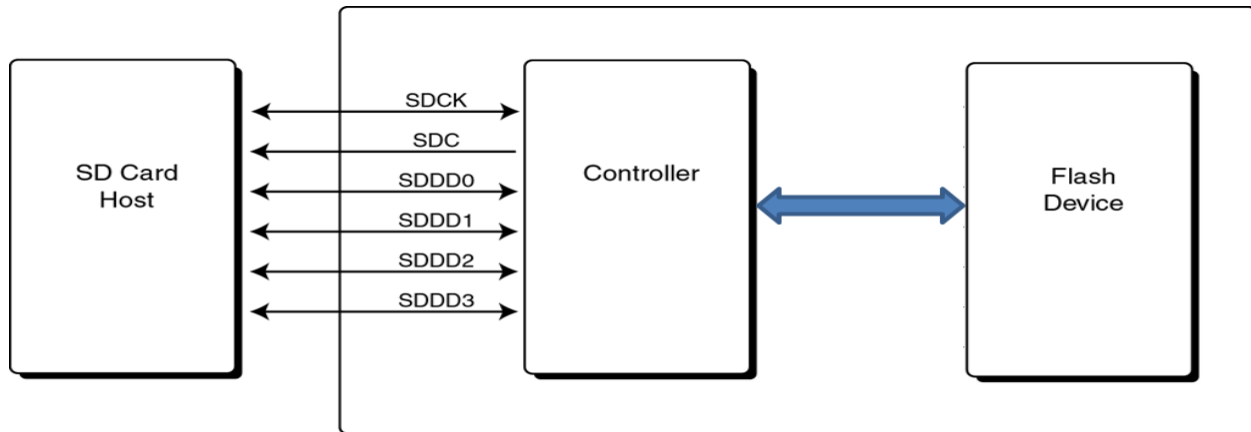 SD Card
Host
SDCK
SDC
SDDD0
SDDD1
SDDD2
SDDD3
Controller
Flash
Device